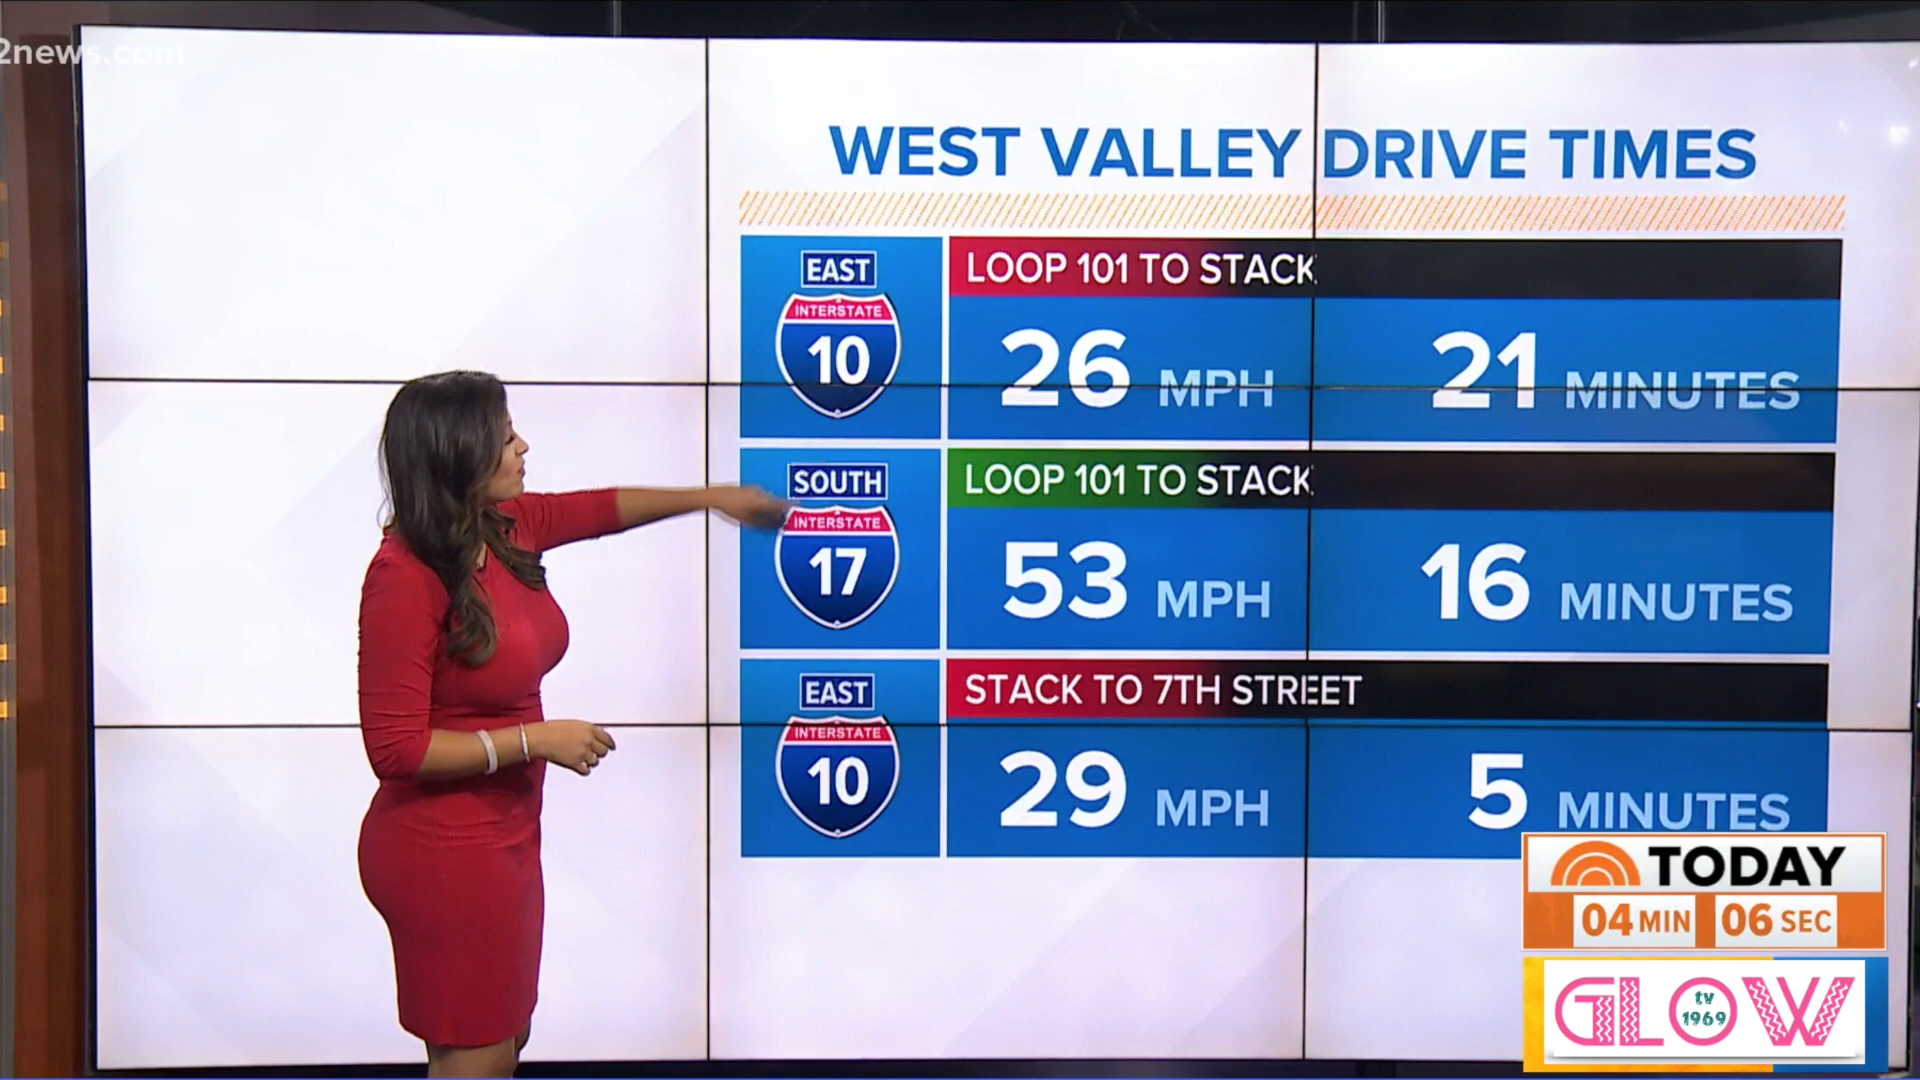 2news.com
WEST VALLEY DRIVE TIMES
EAST
INTERSTATE
10
LOOP 101 TO STACK
26 MPH
21 MINUTES
SOUTH
INTERSTATE
17
LOOP 101 TO STACK
53 MPH
16 MINUTES
EAST
INTERSTATE
10
STACK TO 7TH STREET
29 MPH
5 MINUTES
TODAY
04 MIN 06 SEC
GLOW
tv
1969